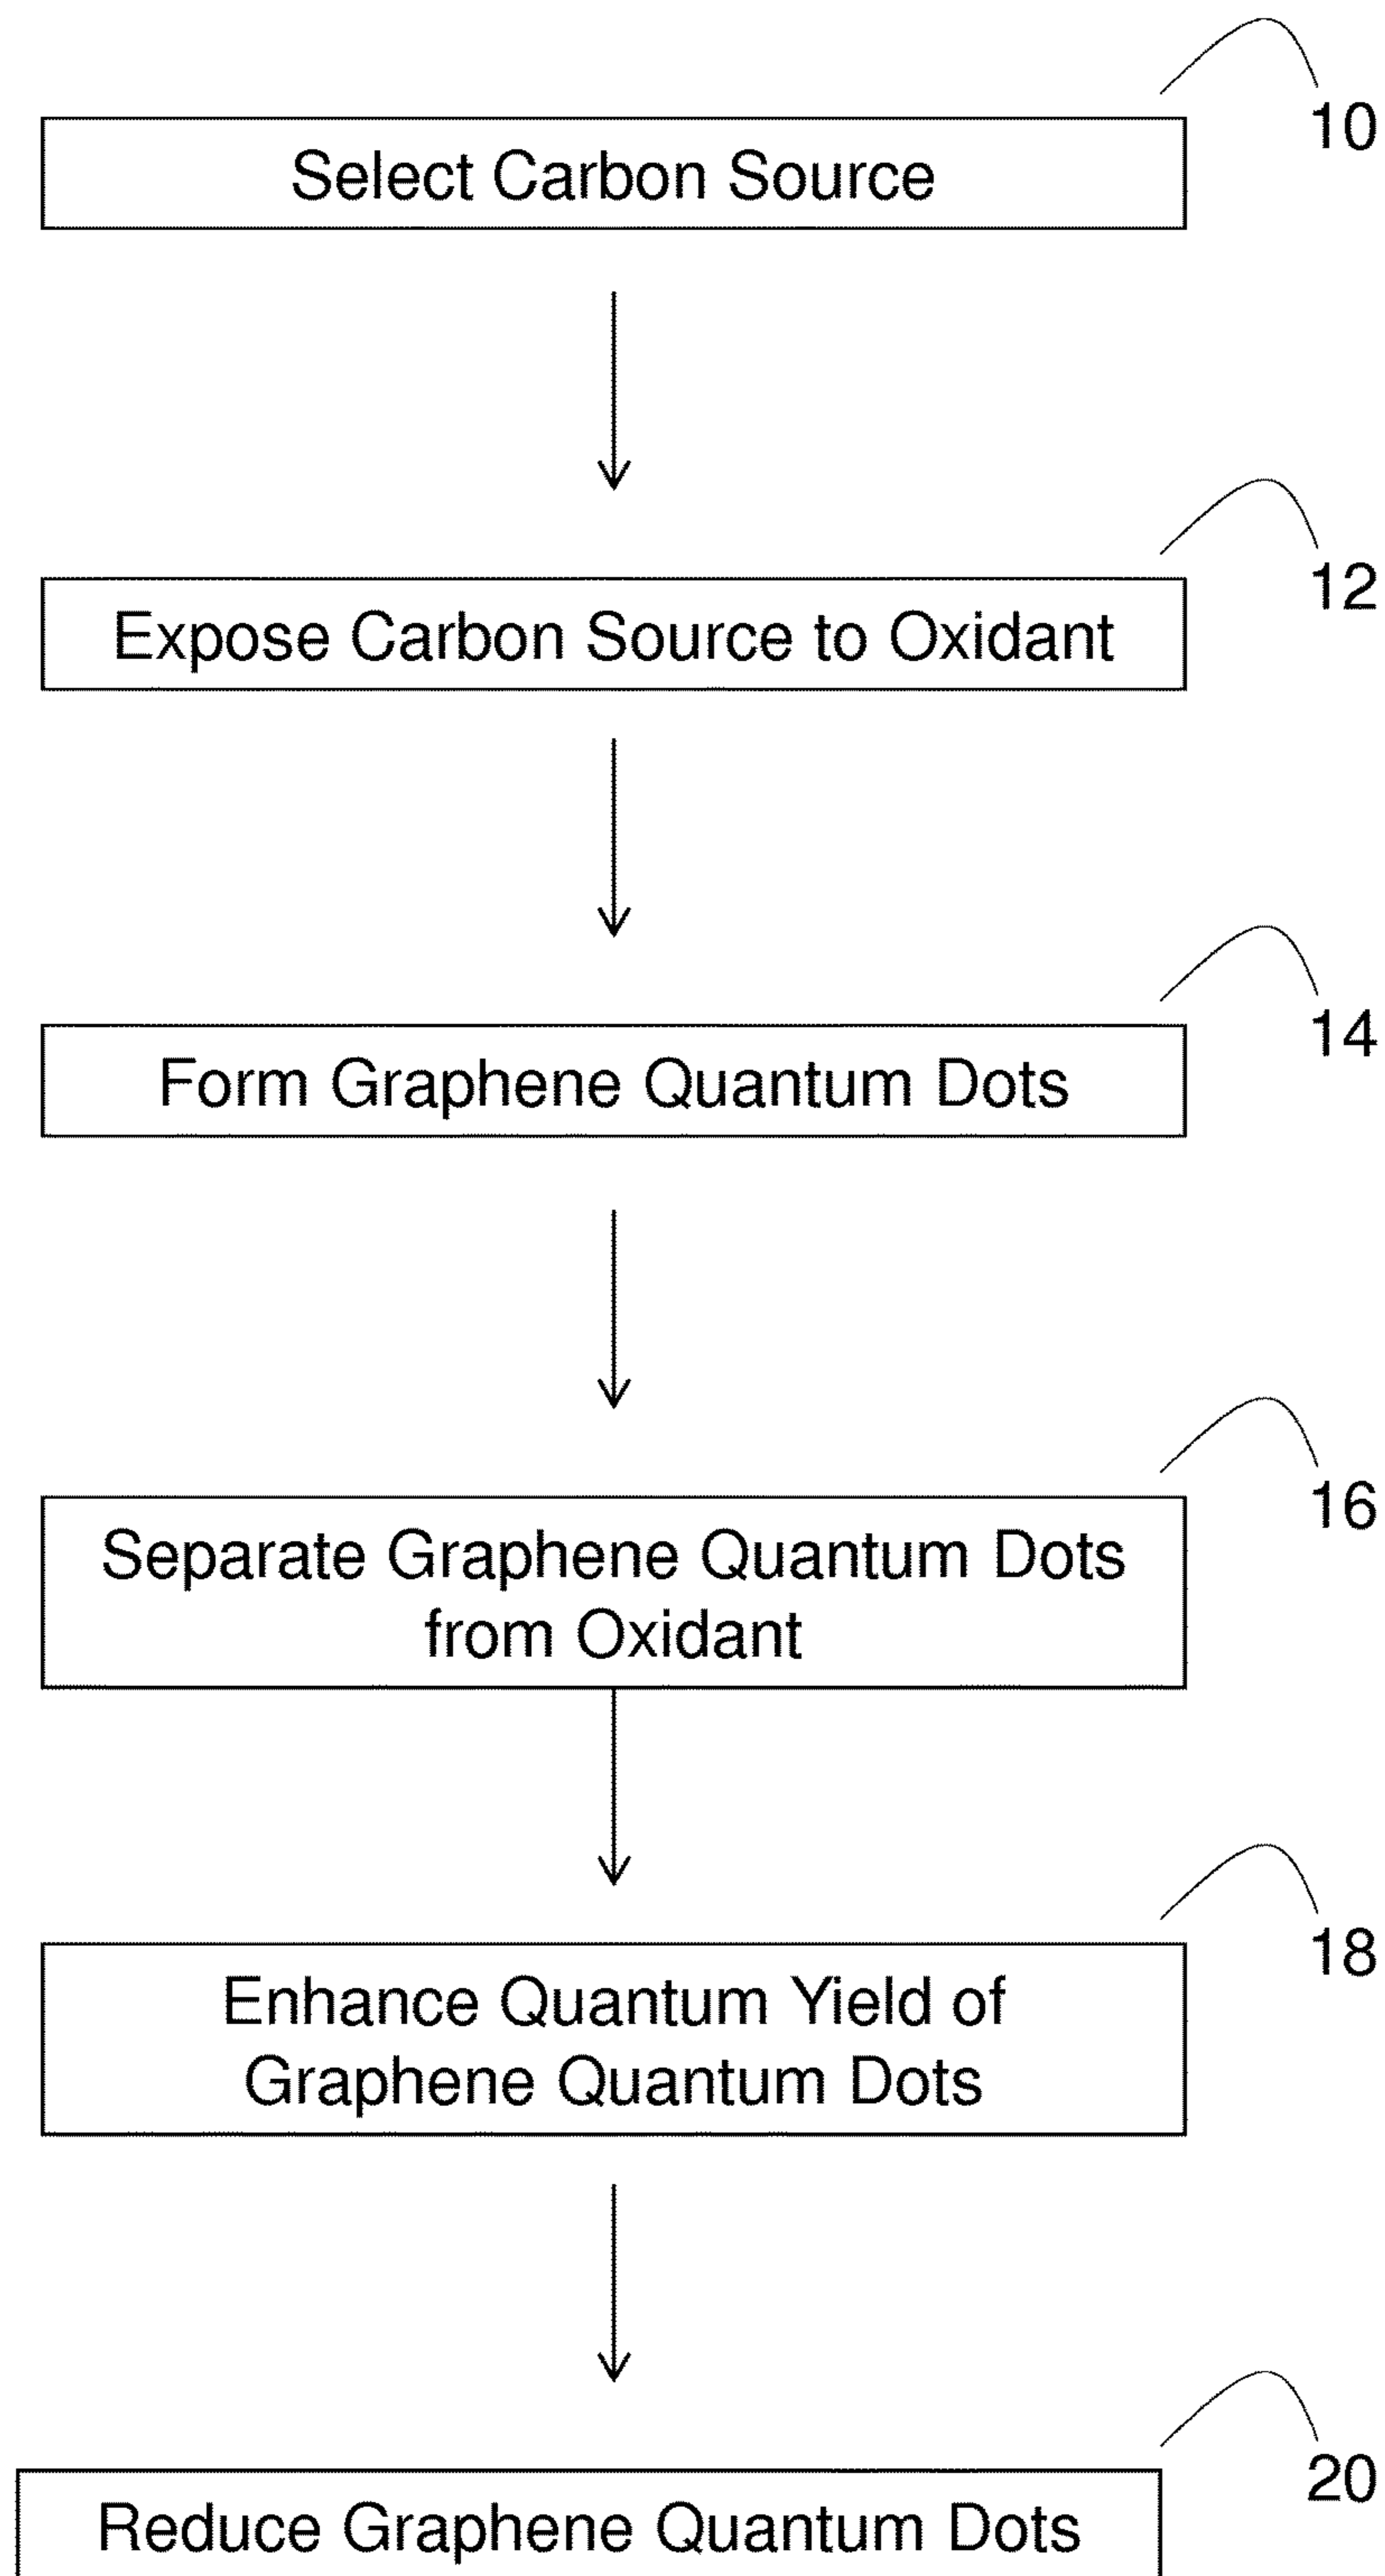 10
Select Carbon Source
12
Expose Carbon Source to Oxidant
14
Form Graphene Quantum Dots
16
Separate Graphene Quantum Dots
from Oxidant
18
Enhance Quantum Yield of
Graphene Quantum Dots
20
Reduce Graphene Quantum Dots